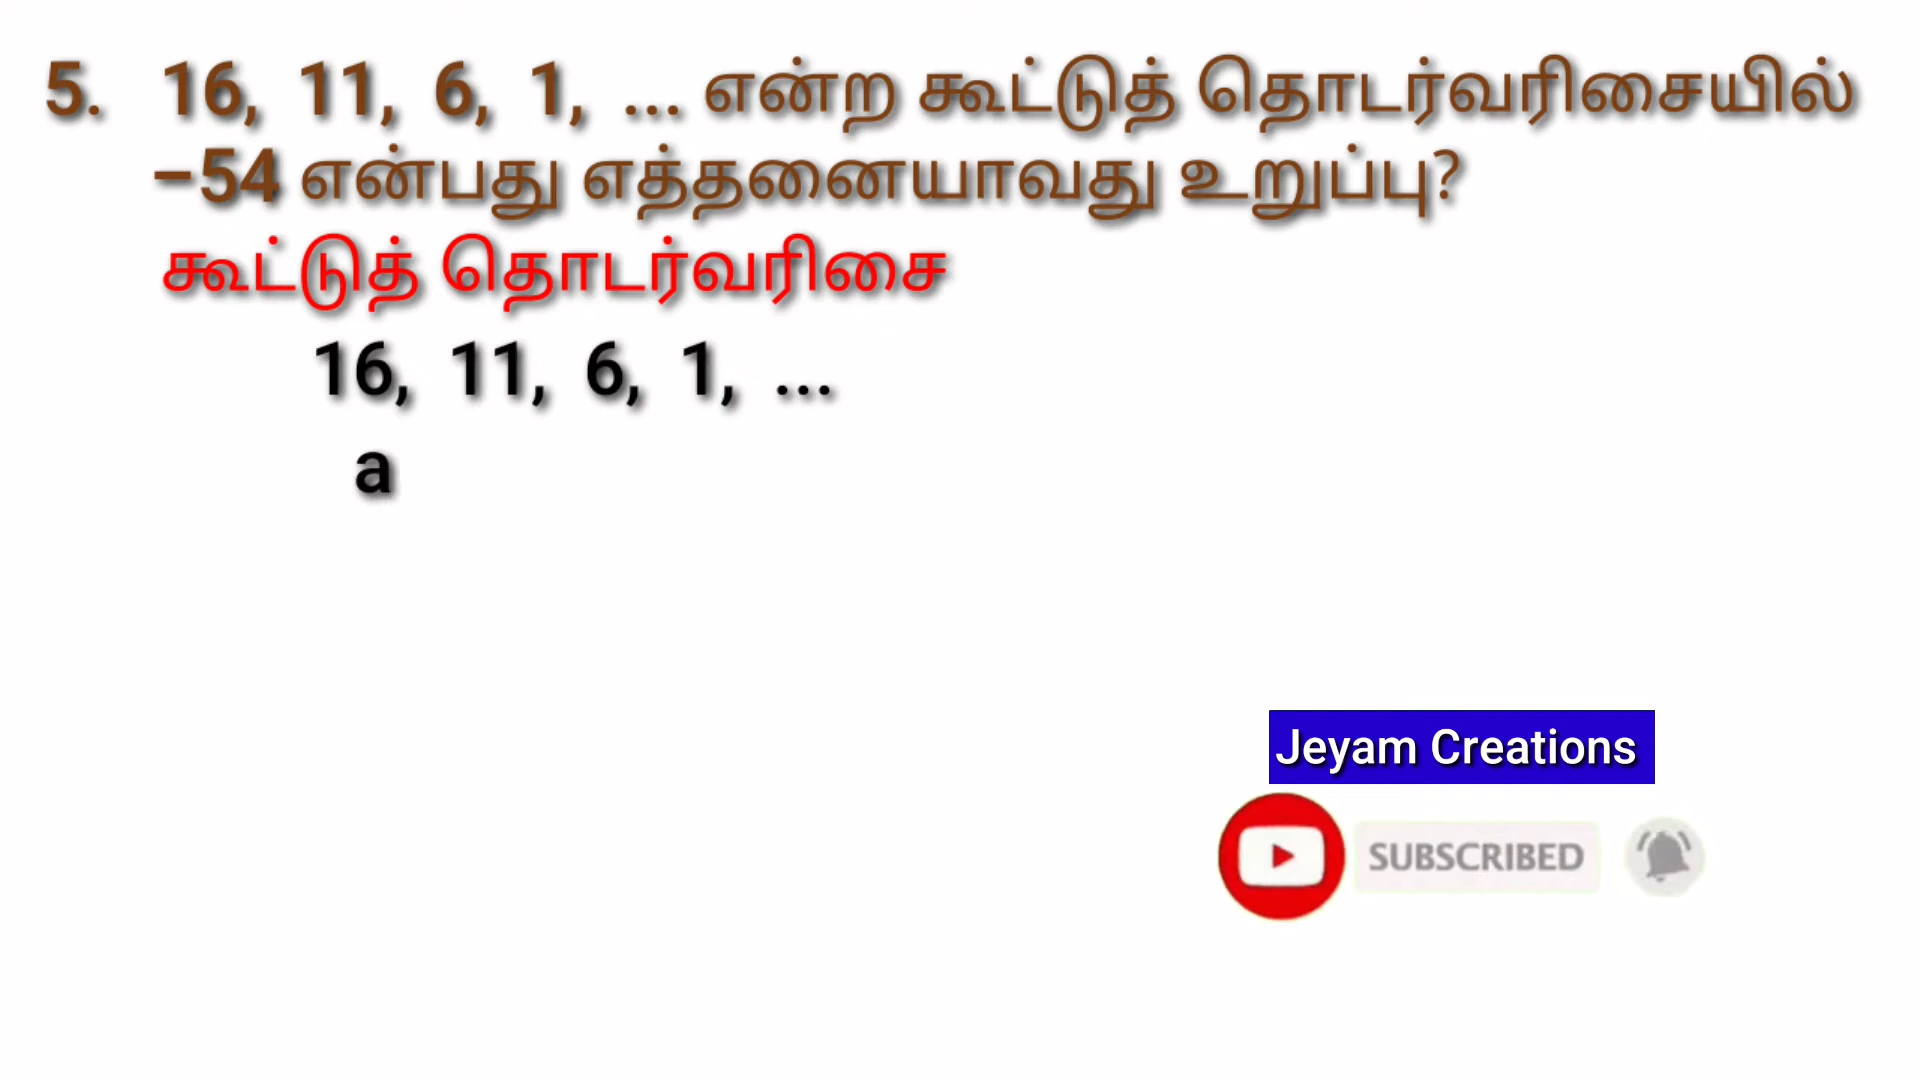 5. 16, 11, 6, 1, ... என்ற கூட்டுத் தொடர்வரிசையில்
–54 என்பது எத்தனையாவது உறுப்பு?
கூட்டுத் தொடர்வரிசை
16, 11, 6, 1, ...
a
Jeyam Creations
SUBSCRIBED